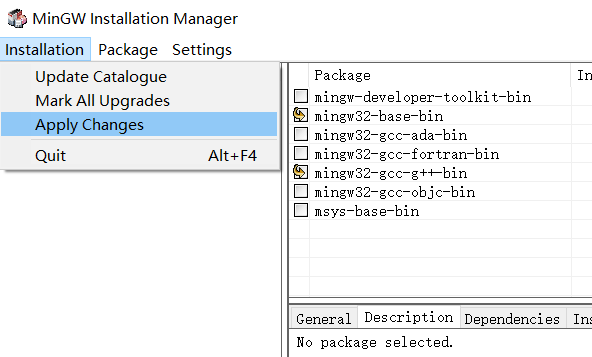 MinGW Installation Manager
Installation Package Settings
Update Catalogue
Mark All Upgrades
Apply Changes
Quit Alt+F4
Package In
mingw-developer-toolkit-bin
mingw32-base-bin
mingw32-gcc-ada-bin
mingw32-gcc-fortran-bin
mingw32-gcc-g++-bin
mingw32-gcc-objc-bin
msys-base-bin
General Description Dependencies Ins
No package selected.